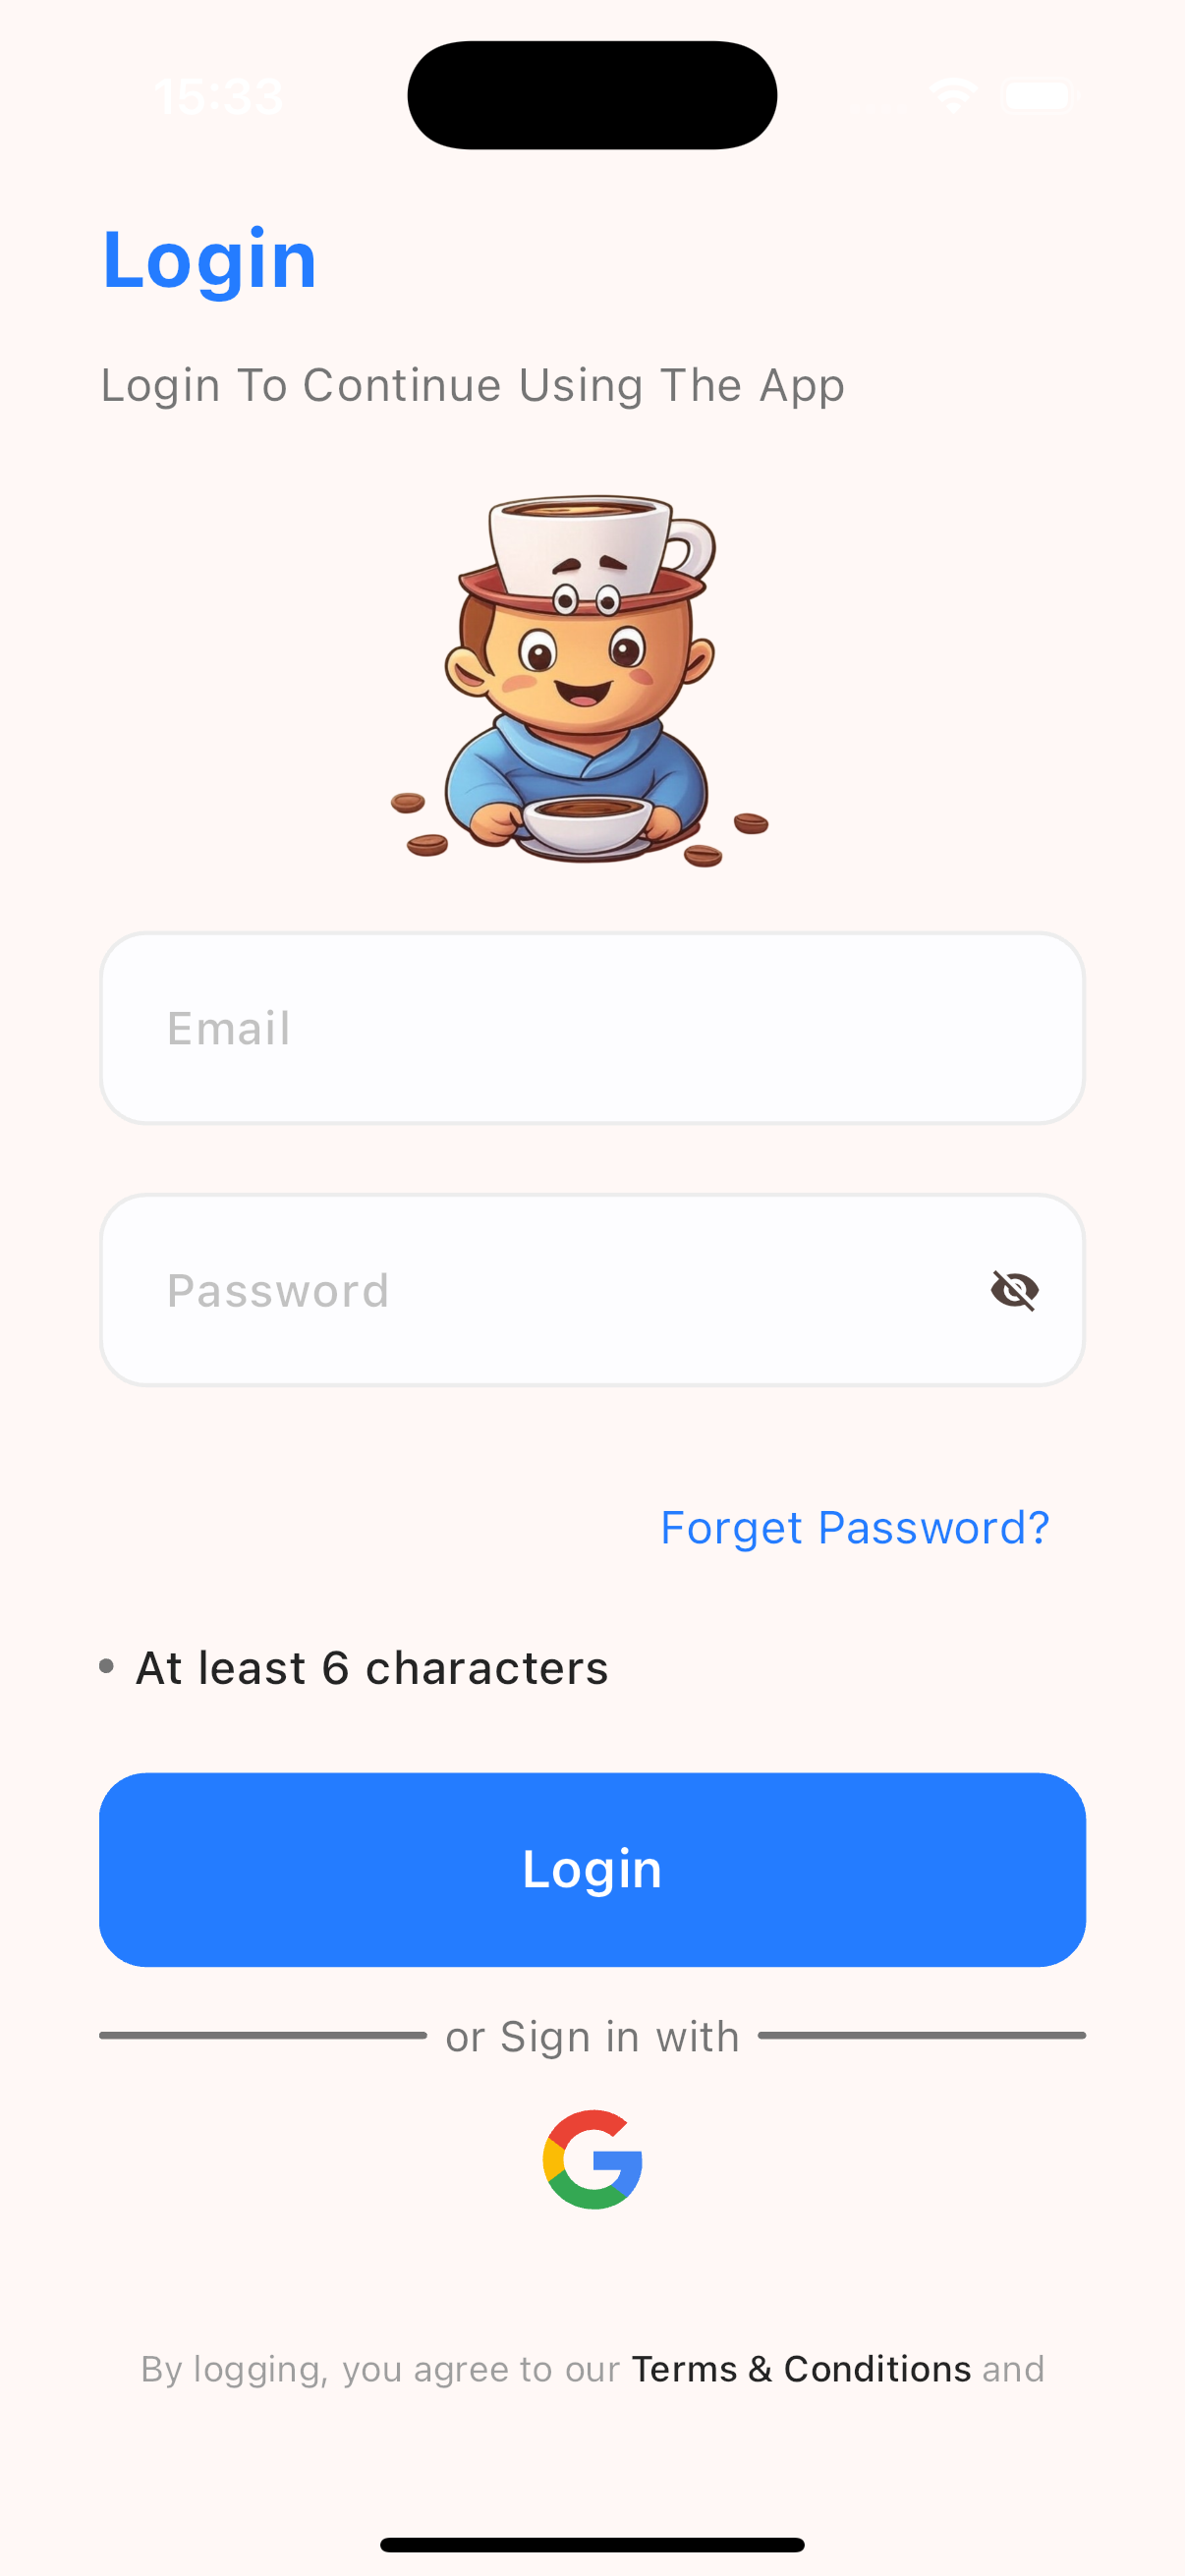 15:33
Login
Login To Continue Using The App
Email
Password
Forget Password?
• At least 6 characters
Login
or Sign in with
By logging, you agree to our Terms & Conditions and